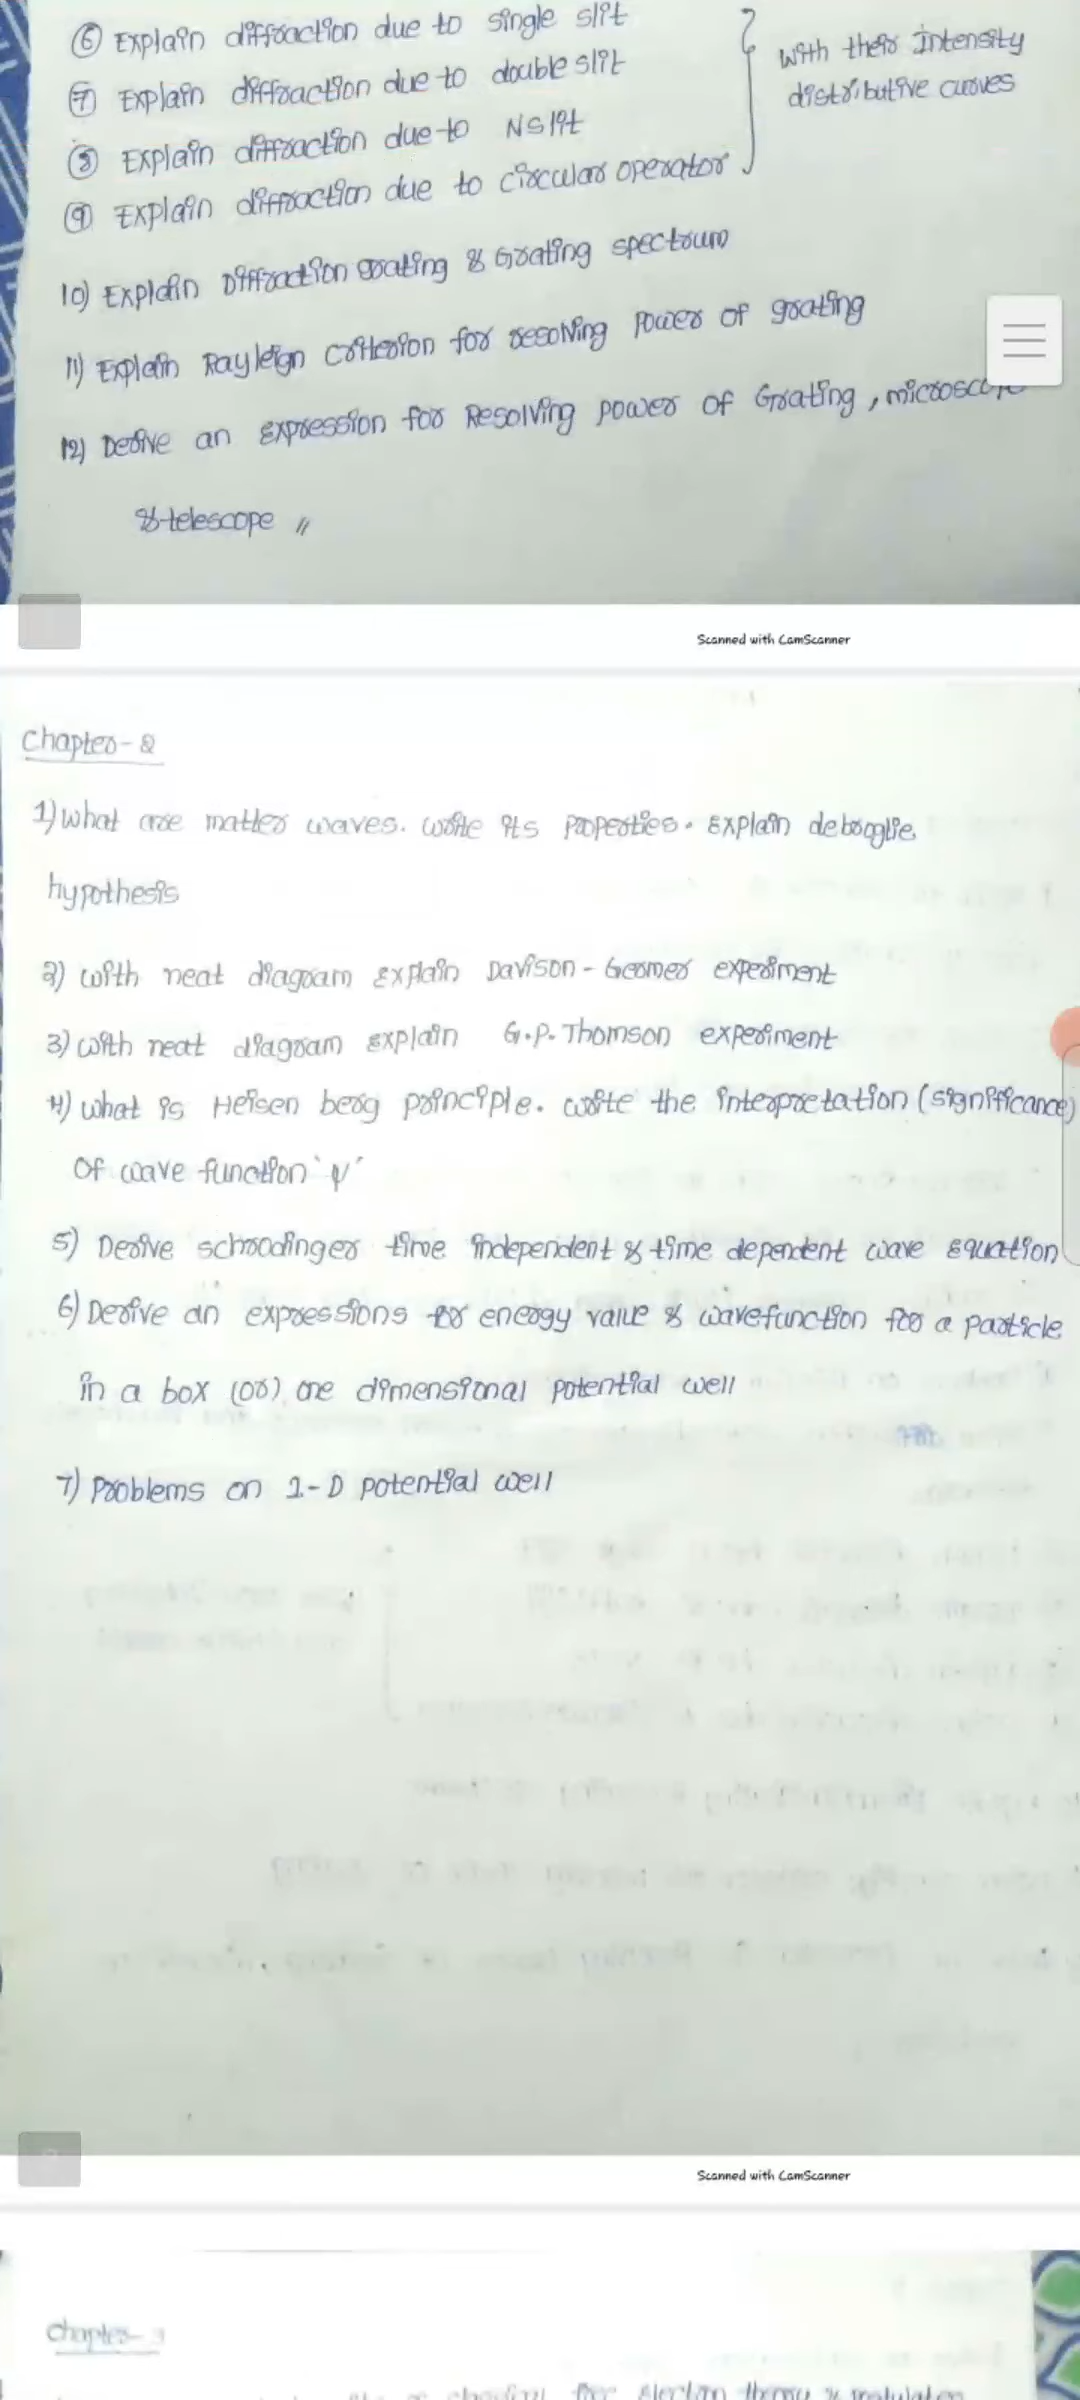 ⑥ Explain diffraction due to single slit
⑦ Explain diffraction due to double slit
⑧ Explain diffraction due to N slit
⑨ Explain diffraction due to circular operator
with their intensity
distributive curves
10) Explain Diffraction grating & Grating spectrum
11) Explain Rayleign criterion for resolving power of grating
12) Derive an expression for Resolving power of Grating, microscope
& telescope //
Scanned with CamScanner
Chapter-2
1) what are matter waves. write its properties. Explain debroglie
hypothesis
2) with neat diagram Explain Davison-Germer experiment
3) with neat diagram explain G.P. Thomson experiment
4) what is Heisen berg principle. write the interpretation (significance)
of wave function 'ψ'
5) Derive schrodinger time independent & time dependent wave Equation
6) Derive an expressions for energy value & wavefunction for a particle
in a box (or) one dimensional potential well
7) Problems on 1-D potential well
Scanned with CamScanner
Chapter-3
free electron theory &